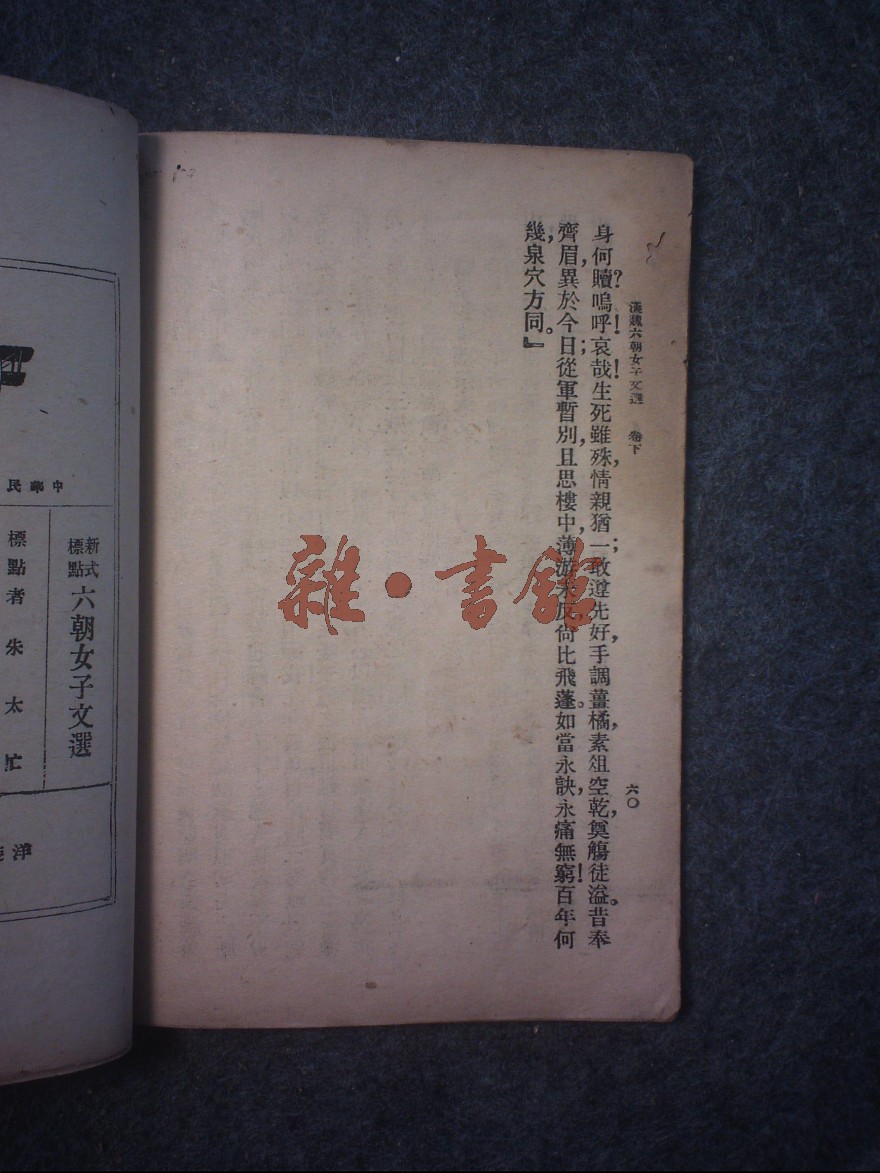 漢魏六朝女子文選　卷下　六〇
身何贖？嗚呼！哀哉！生死雖殊，情親猶一；敢遵先好，手調薑橘，素俎空乾，奠觴徒溢。昔奉
齊眉，異於今日；從軍暫別，且思樓中，薄游未反，尚比飛蓬。如當永訣，永痛無窮！百年何
幾，泉穴方同。』
中華民
新式標點六朝女子文選
標點者　朱太忙
洋
雜·書館